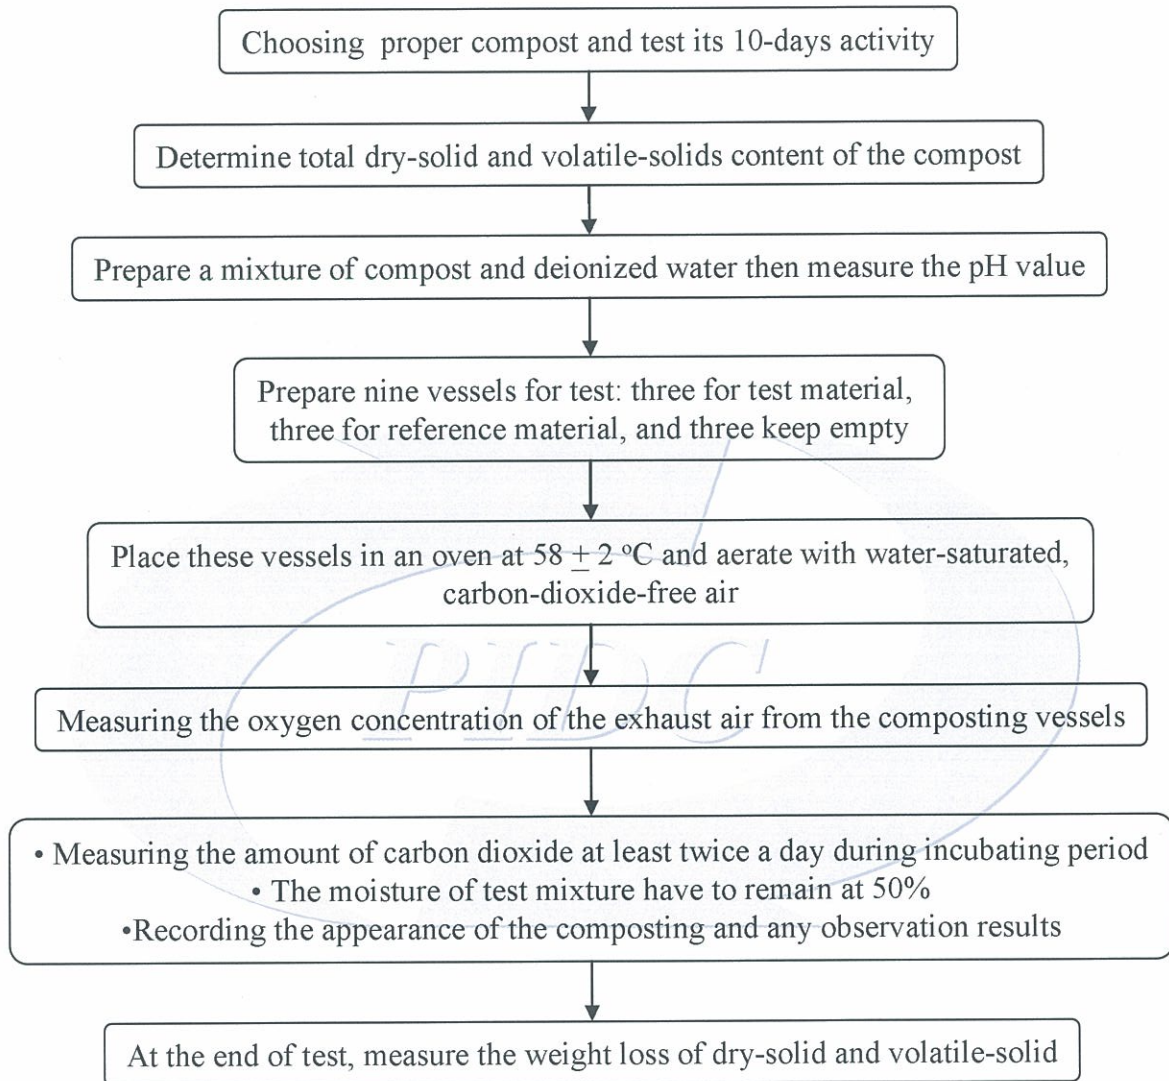 Choosing proper compost and test its 10-days activity
Determine total dry-solid and volatile-solids content of the compost
Prepare a mixture of compost and deionized water then measure the pH value
Prepare nine vessels for test: three for test material,
three for reference material, and three keep empty
Place these vessels in an oven at 58 ± 2 °C and aerate with water-saturated,
carbon-dioxide-free air
PIDC
Measuring the oxygen concentration of the exhaust air from the composting vessels
• Measuring the amount of carbon dioxide at least twice a day during incubating period
• The moisture of test mixture have to remain at 50%
•Recording the appearance of the composting and any observation results
At the end of test, measure the weight loss of dry-solid and volatile-solid